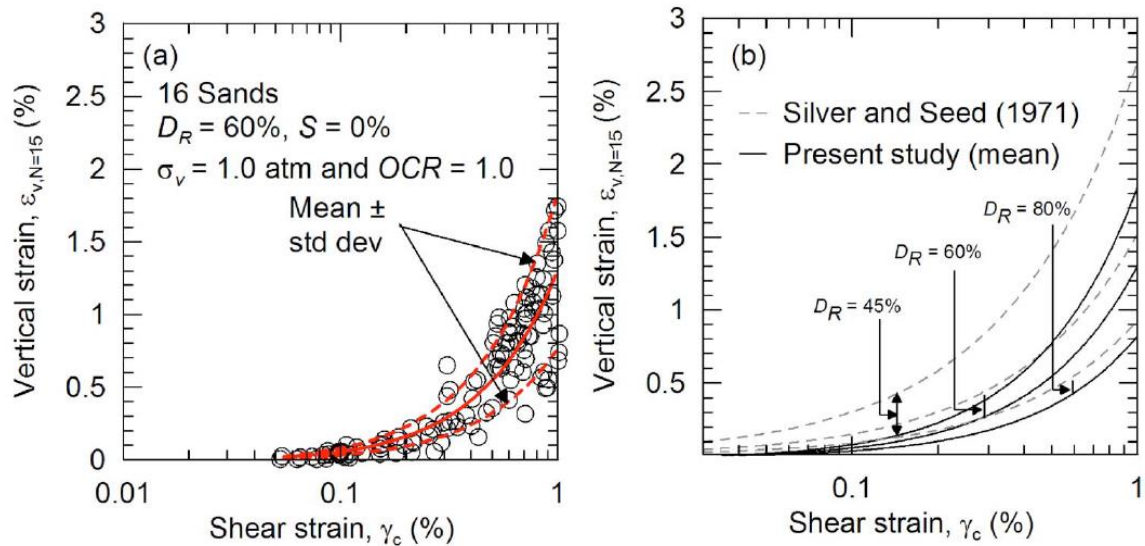 3
2.5
2
1.5
1
0.5
0
Vertical strain, εv,N=15 (%)
(a)
16 Sands
DR = 60%, S = 0%
σv = 1.0 atm and OCR = 1.0
Mean ±
std dev
0.01
0.1
1
Shear strain, γc (%)
3
2.5
2
1.5
1
0.5
Vertical strain, εv,N=15 (%)
(b)
Silver and Seed (1971)
Present study (mean)
DR = 80%
DR = 60%
DR = 45%
0.1
1
Shear strain, γc (%)